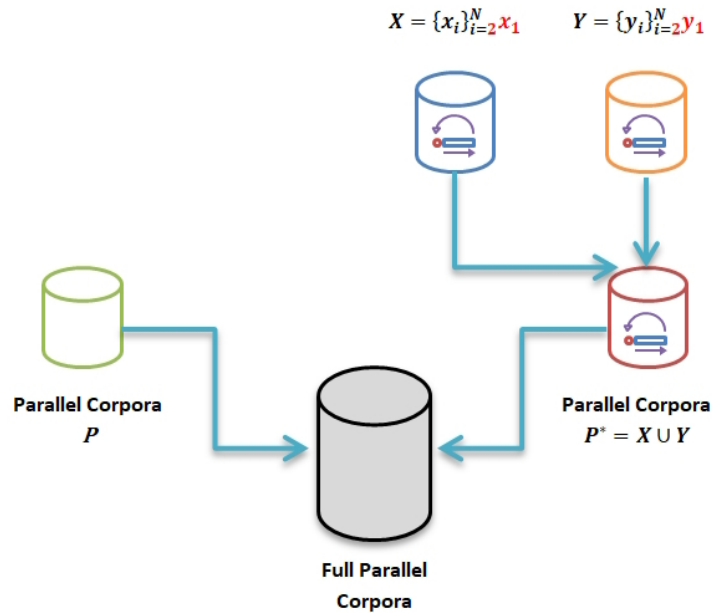 X = {x_i}_{i=2}^N x_1
Y = {y_i}_{i=2}^N y_1
Parallel Corpora
P
Parallel Corpora
P* = X ∪ Y
Full Parallel
Corpora